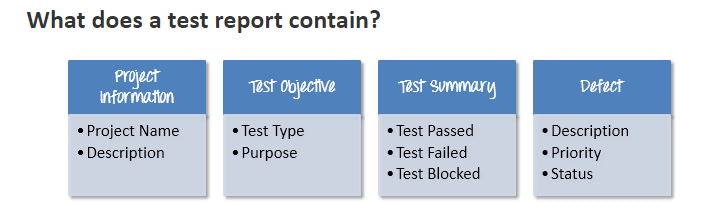 What does a test report contain?
Project
Information
• Project Name
• Description
Test Objective
• Test Type
• Purpose
Test Summary
• Test Passed
• Test Failed
• Test Blocked
Defect
• Description
• Priority
• Status